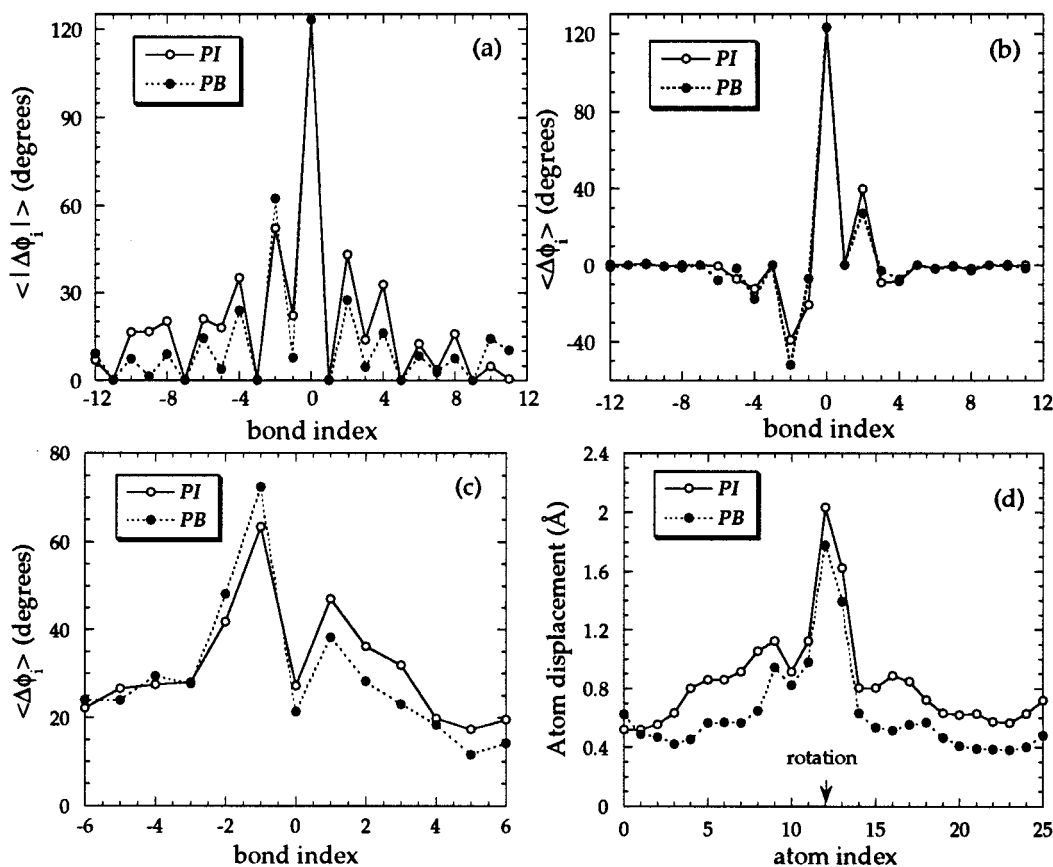 (a)
PI
PB
120
90
60
30
0
-12 -8 -4 0 4 8 12
bond index
< | Δϕi | > (degrees)
(b)
PI
PB
120
80
40
0
-40
-12 -8 -4 0 4 8 12
bond index
<Δϕi> (degrees)
(c)
PI
PB
80
60
40
20
0
-6 -4 -2 0 2 4 6
bond index
<Δϕi> (degrees)
(d)
PI
PB
2.4
2
1.6
1.2
0.8
0.4
0
rotation
0 5 10 15 20 25
atom index
Atom displacement (Å)